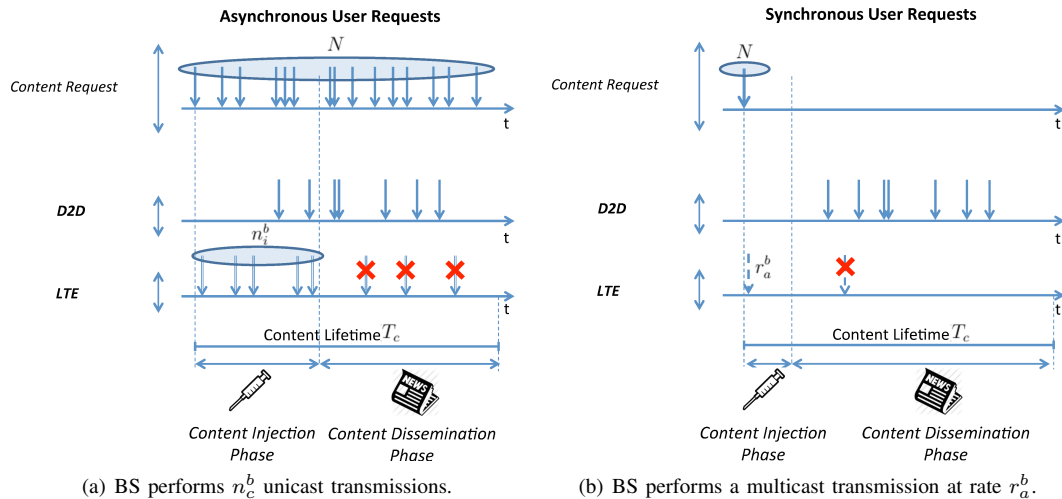 Asynchronous User Requests
N
Content Request
t
D2D
t
n_i^b
LTE
t
Content Lifetime T_c
NEWS
Content Injection
Phase
Content Dissemination
Phase
(a) BS performs n_c^b unicast transmissions.
Synchronous User Requests
N
Content Request
t
D2D
t
r_a^b
LTE
t
Content Lifetime T_c
NEWS
Content Injection
Phase
Content Dissemination
Phase
(b) BS performs a multicast transmission at rate r_a^b.